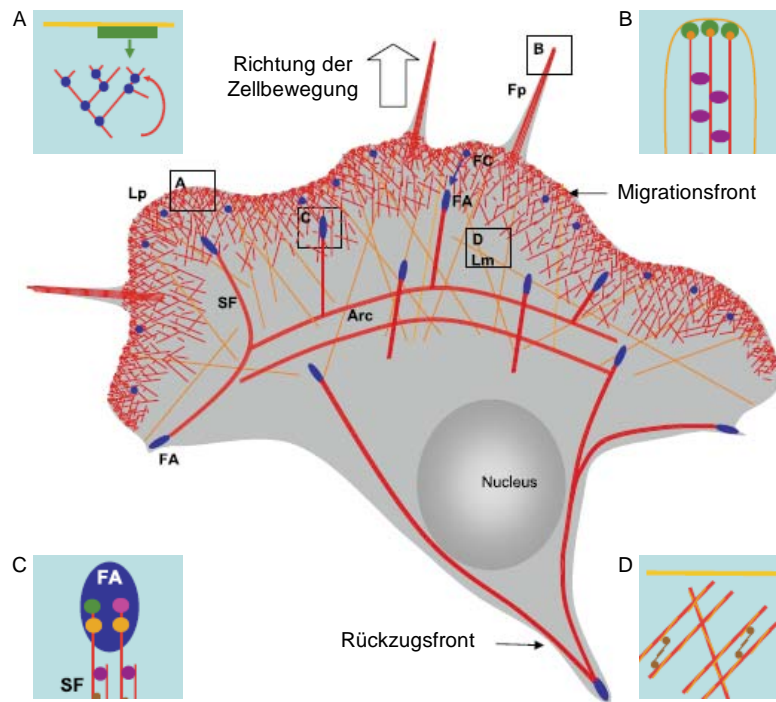 A
Richtung der
Zellbewegung
B
Fp
B
FC
Lp
A
Migrationsfront
FA
C
D
Lm
SF
Arc
FA
Nucleus
C
FA
SF
Rückzugsfront
D